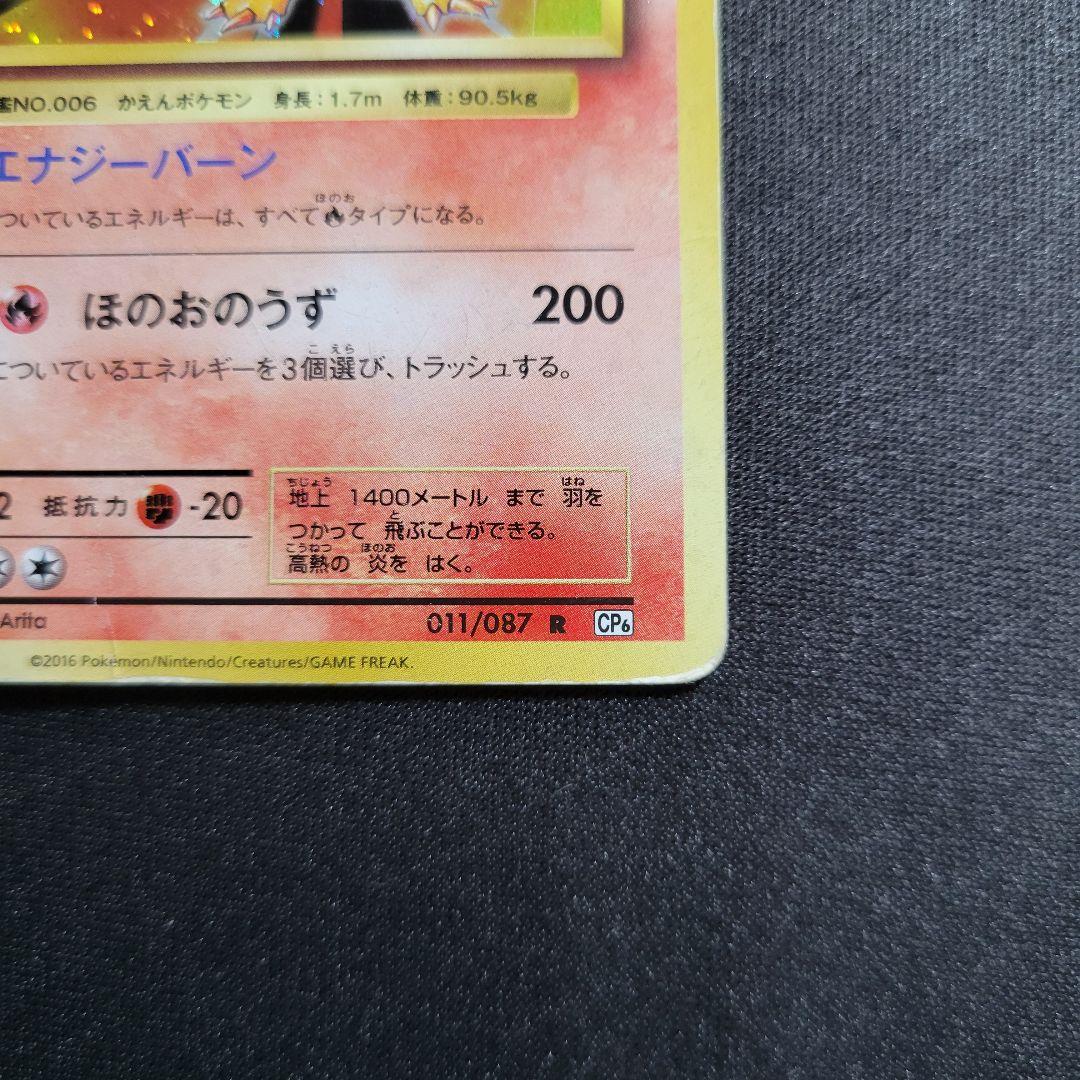 NO.006 かえんポケモン 身長:1.7m 体重:90.5kg
エナジーバーン
ついているエネルギーは、すべて炎(ほのお)タイプになる。
ほのおのうず 200
についているエネルギーを3個選び、トラッシュする。
2 抵抗力 -20
地上 1400メートル まで 羽を
つかって 飛ぶことができる。
高熱の 炎を はく。
Arita 011/087 R CP6
©2016 Pokémon/Nintendo/Creatures/GAME FREAK.